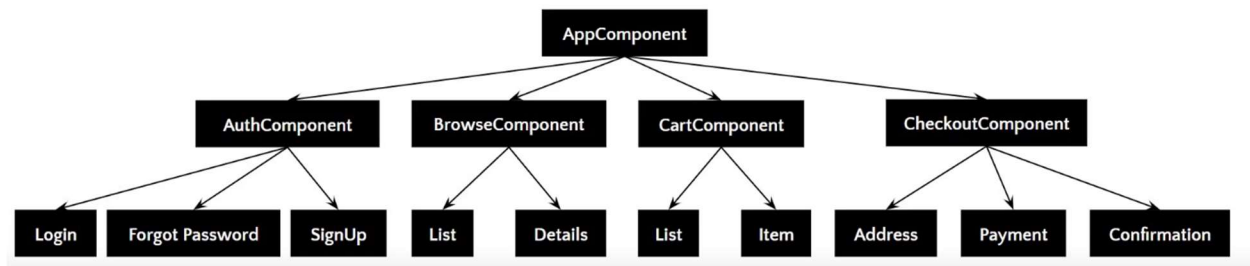 AppComponent
AuthComponent
BrowseComponent
CartComponent
CheckoutComponent
Login
Forgot Password
SignUp
List
Details
List
Item
Address
Payment
Confirmation